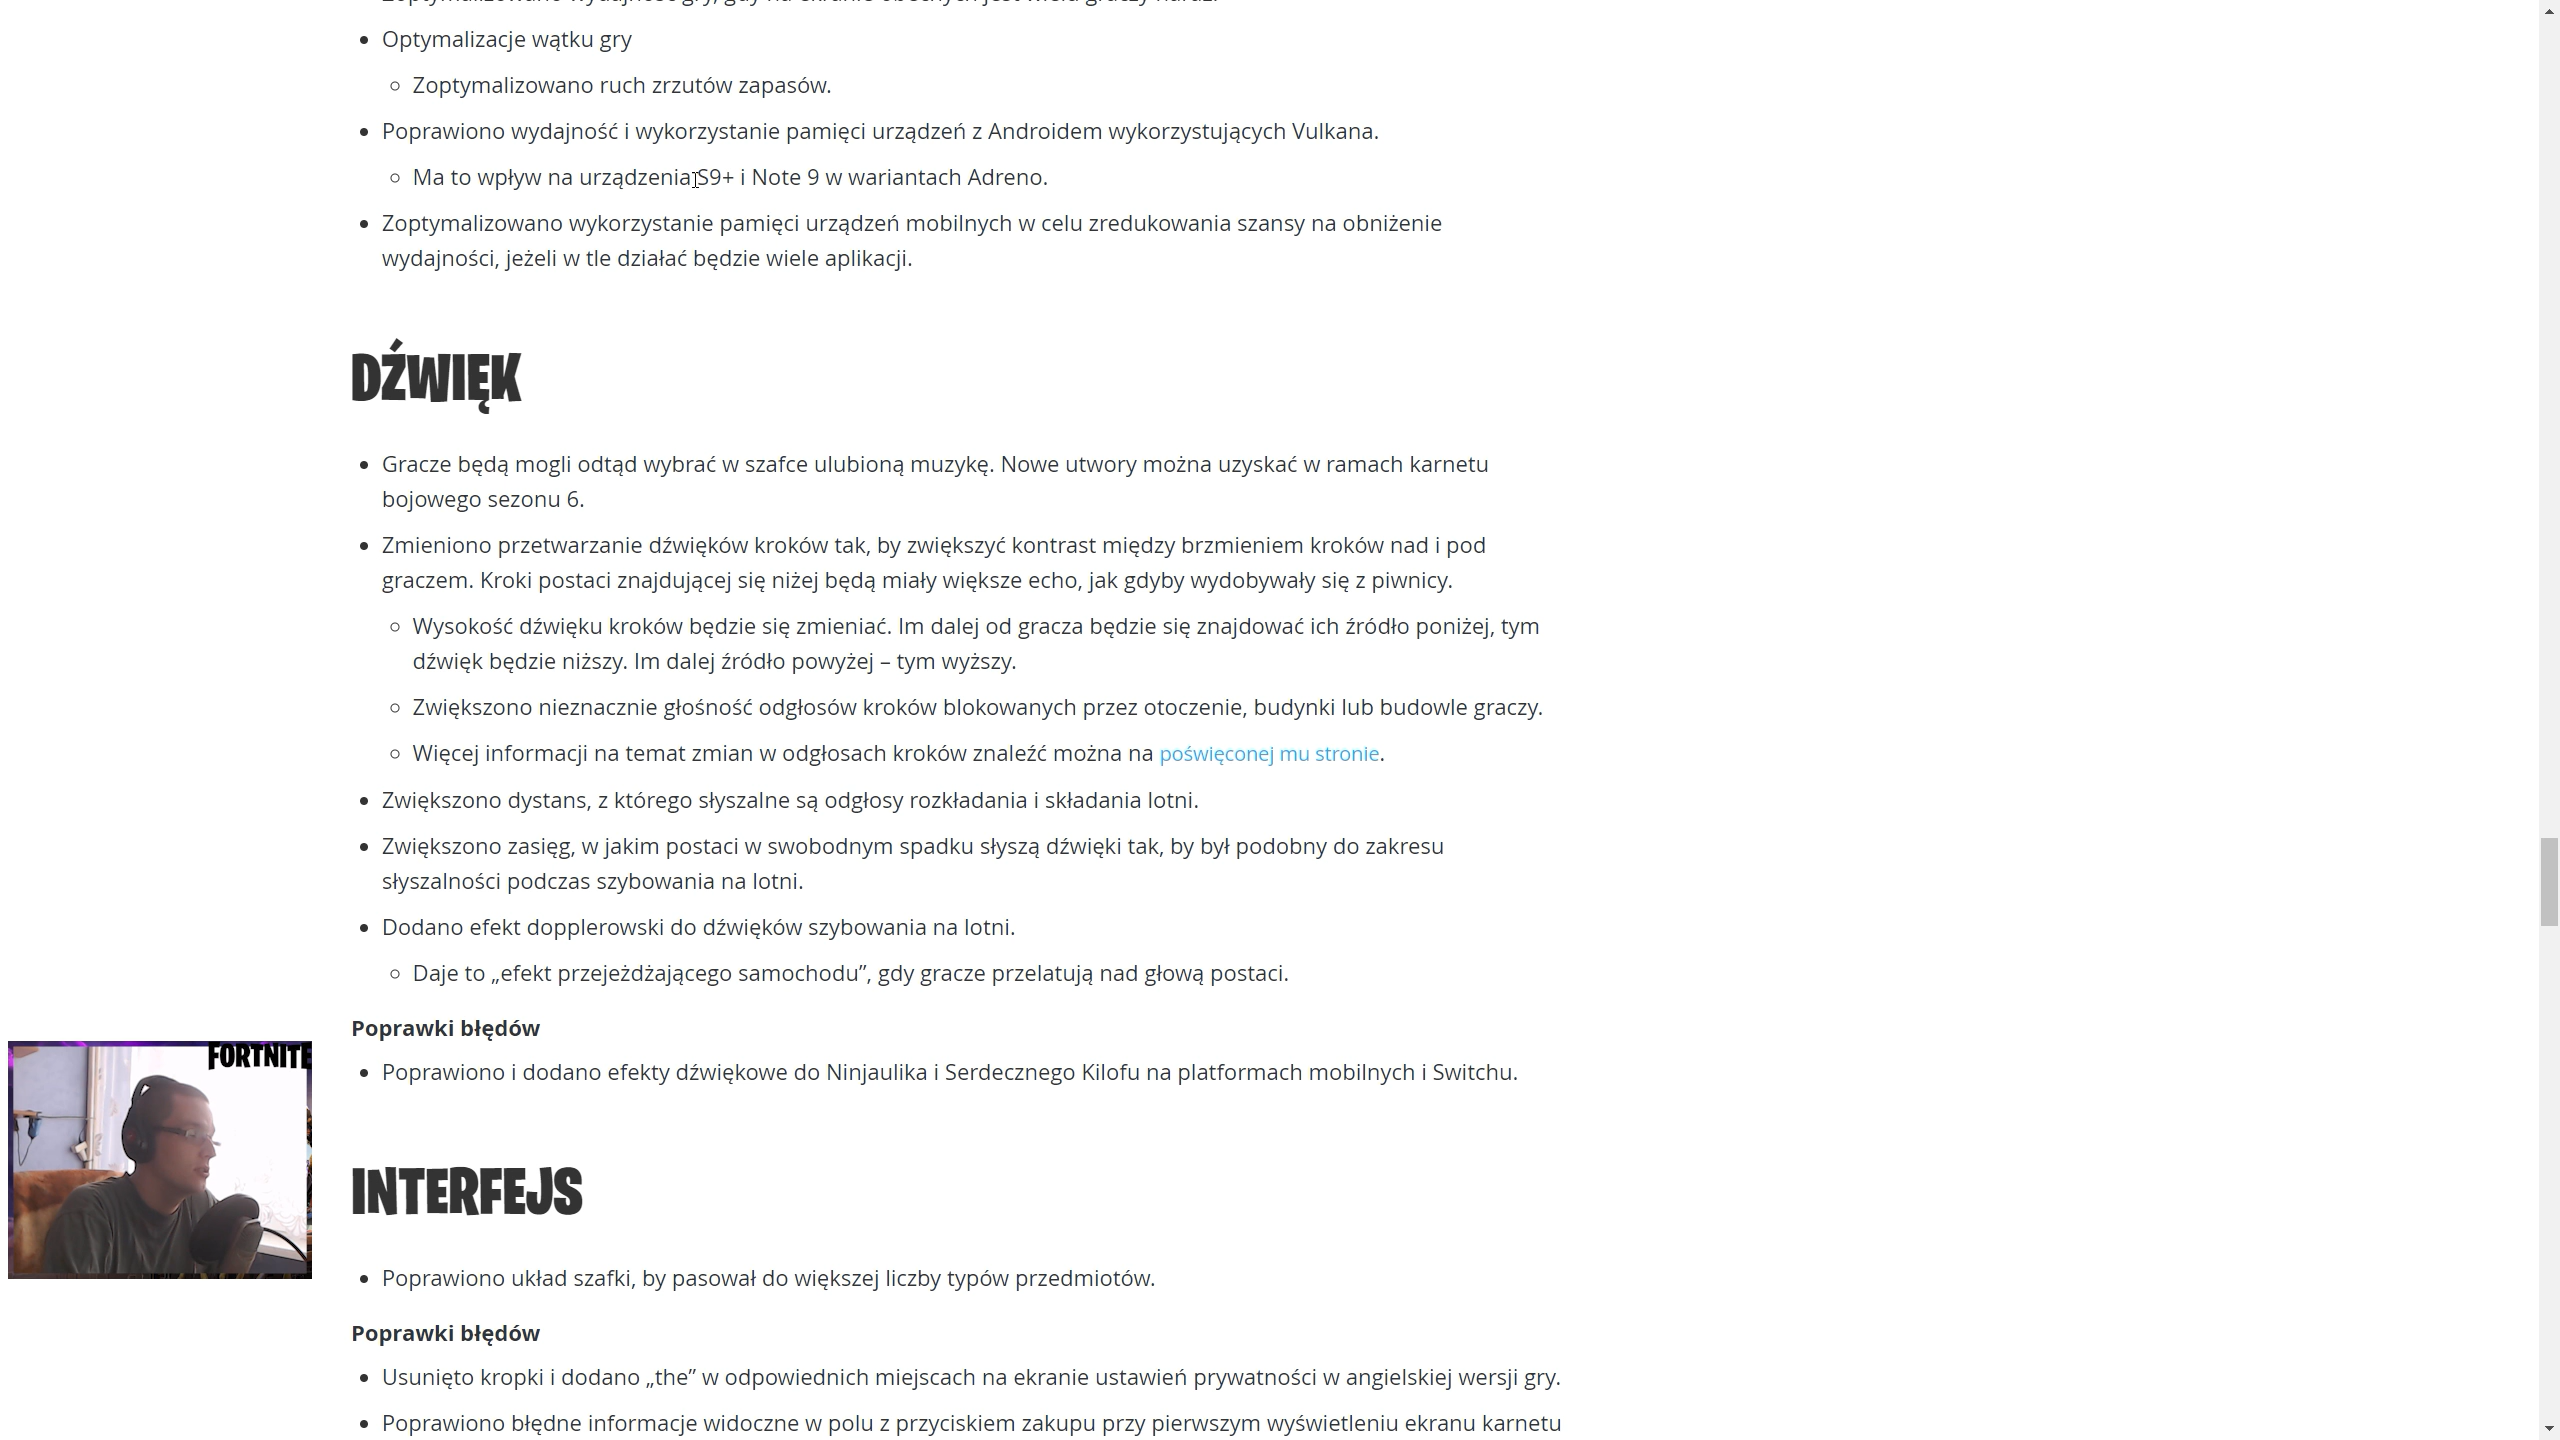 Optymalizacje wątku gry
Zoptymalizowano ruch zrzutów zapasów.
Poprawiono wydajność i wykorzystanie pamięci urządzeń z Androidem wykorzystujących Vulkana.
Ma to wpływ na urządzenia S9+ i Note 9 w wariantach Adreno.
Zoptymalizowano wykorzystanie pamięci urządzeń mobilnych w celu zredukowania szansy na obniżenie
wydajności, jeżeli w tle działać będzie wiele aplikacji.
DŹWIĘK
Gracze będą mogli odtąd wybrać w szafce ulubioną muzykę. Nowe utwory można uzyskać w ramach karnetu
bojowego sezonu 6.
Zmieniono przetwarzanie dźwięków kroków tak, by zwiększyć kontrast między brzmieniem kroków nad i pod
graczem. Kroki postaci znajdującej się niżej będą miały większe echo, jak gdyby wydobywały się z piwnicy.
Wysokość dźwięku kroków będzie się zmieniać. Im dalej od gracza będzie się znajdować ich źródło poniżej, tym
dźwięk będzie niższy. Im dalej źródło powyżej – tym wyższy.
Zwiększono nieznacznie głośność odgłosów kroków blokowanych przez otoczenie, budynki lub budowle graczy.
Więcej informacji na temat zmian w odgłosach kroków znaleźć można na poświęconej mu stronie.
Zwiększono dystans, z którego słyszalne są odgłosy rozkładania i składania lotni.
Zwiększono zasięg, w jakim postaci w swobodnym spadku słyszą dźwięki tak, by był podobny do zakresu
słyszalności podczas szybowania na lotni.
Dodano efekt dopplerowski do dźwięków szybowania na lotni.
Daje to „efekt przejeżdżającego samochodu”, gdy gracze przelatują nad głową postaci.
Poprawki błędów
Poprawiono i dodano efekty dźwiękowe do Ninjaulika i Serdecznego Kilofu na platformach mobilnych i Switchu.
FORTNITE
INTERFEJS
Poprawiono układ szafki, by pasował do większej liczby typów przedmiotów.
Poprawki błędów
Usunięto kropki i dodano „the” w odpowiednich miejscach na ekranie ustawień prywatności w angielskiej wersji gry.
Poprawiono błędne informacje widoczne w polu z przyciskiem zakupu przy pierwszym wyświetleniu ekranu karnetu